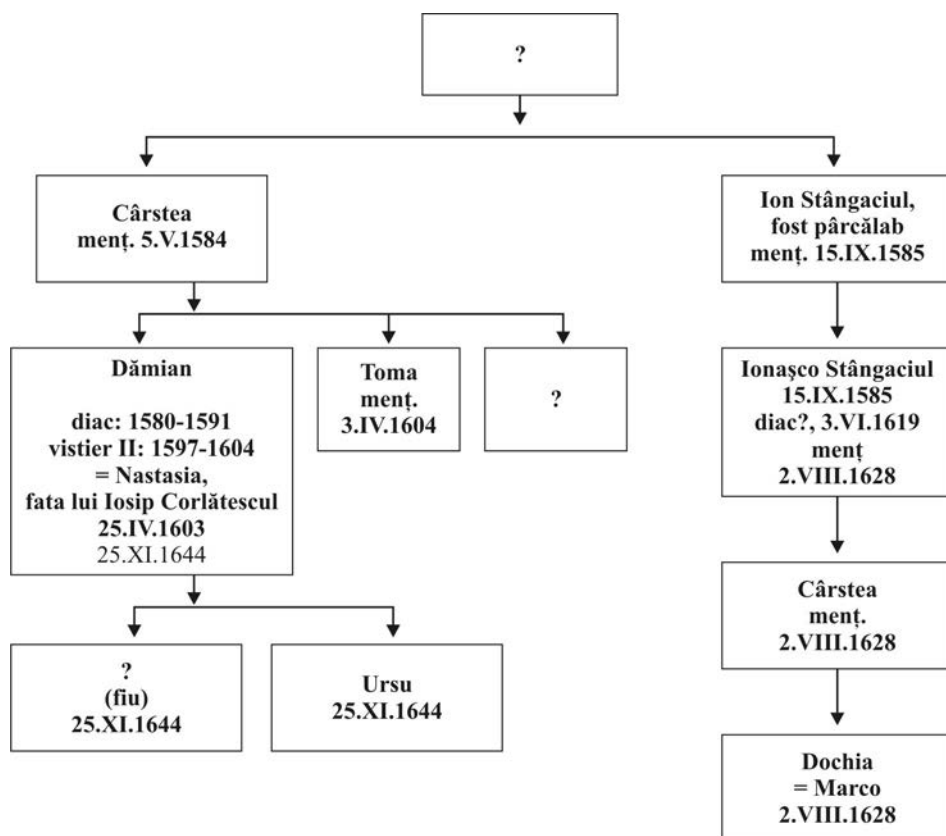 ?
Cârstea
menț. 5.V.1584
Ion Stângaciul,
fost pârcălab
menț. 15.IX.1585
Dămian
diac: 1580-1591
vistier II: 1597-1604
= Nastasia,
fata lui Iosip Corlătescul
25.IV.1603
25.XI.1644
Toma
menț.
3.IV.1604
?
Ionaşco Stângaciul
15.IX.1585
diac?, 3.VI.1619
menț
2.VIII.1628
?
(fiu)
25.XI.1644
Ursu
25.XI.1644
Cârstea
menț.
2.VIII.1628
Dochia
= Marco
2.VIII.1628